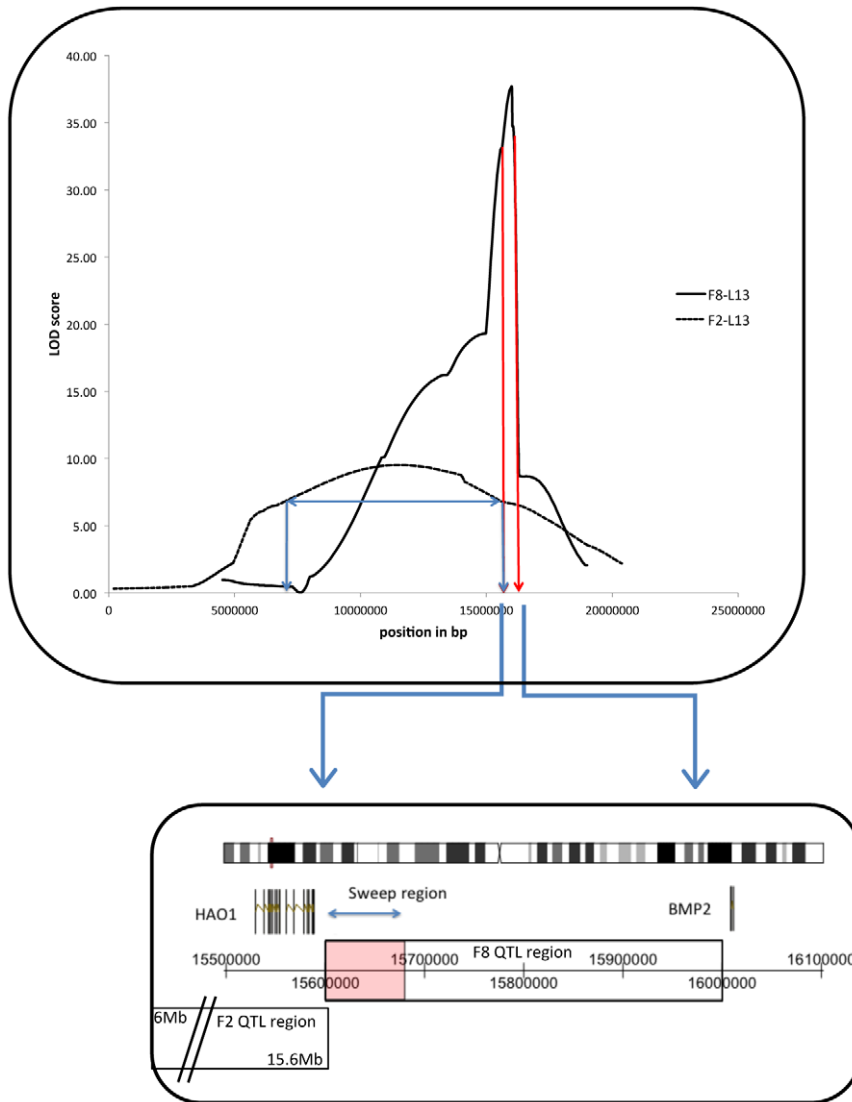 40.00
35.00
30.00
25.00
20.00
15.00
10.00
5.00
0.00
LOD score
F8-L13
F2-L13
0 5000000 10000000 15000000 20000000 25000000
position in bp
Sweep region
HAO1
BMP2
F8 QTL region
15500000 15700000 15900000 16100000
15600000 15800000 16000000
6Mb
F2 QTL region
15.6Mb